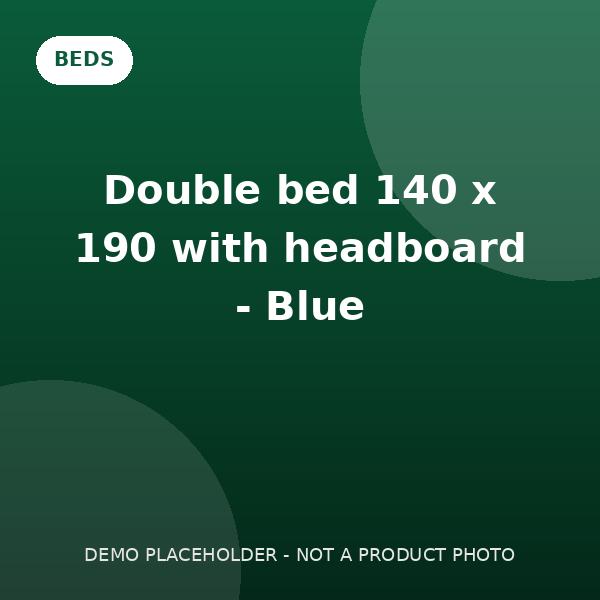 BEDS
Double bed 140 x
190 with headboard
- Blue
DEMO PLACEHOLDER - NOT A PRODUCT PHOTO